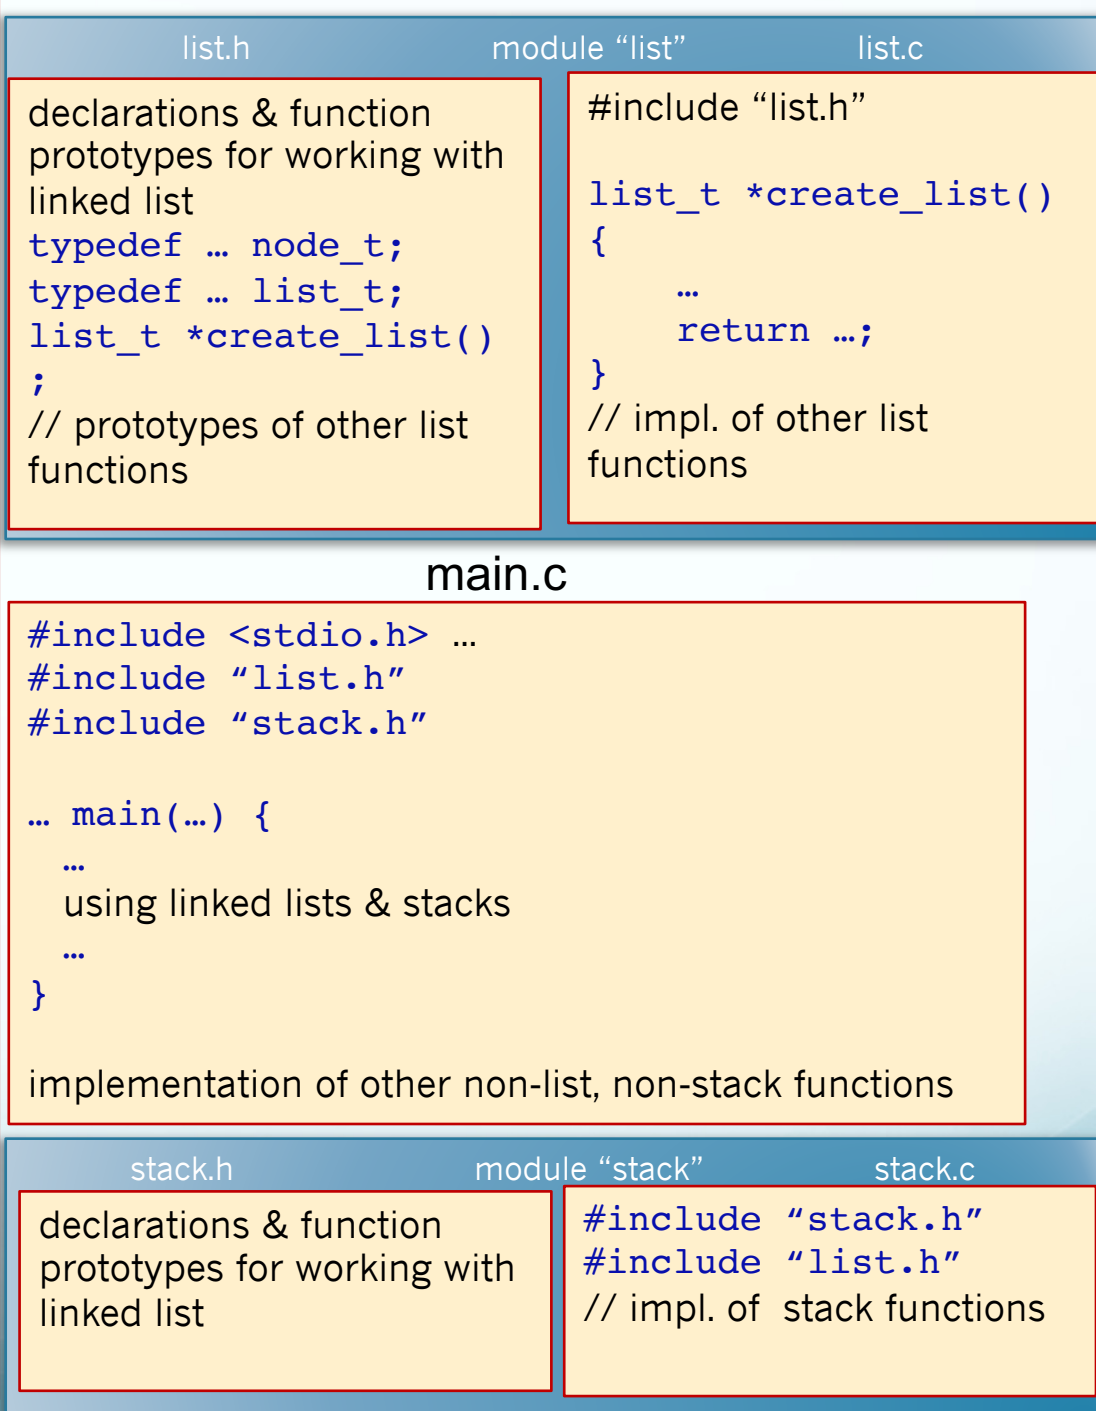 list.h module “list” list.c
declarations & function
prototypes for working with
linked list
typedef … node_t;
typedef … list_t;
list_t *create_list()
;
// prototypes of other list
functions
#include “list.h”
list_t *create_list()
{
…
return …;
}
// impl. of other list
functions
main.c
#include <stdio.h> …
#include “list.h”
#include “stack.h”
… main(…) {
…
using linked lists & stacks
…
}
implementation of other non-list, non-stack functions
stack.h module “stack” stack.c
declarations & function
prototypes for working with
linked list
#include “stack.h”
#include “list.h”
// impl. of stack functions